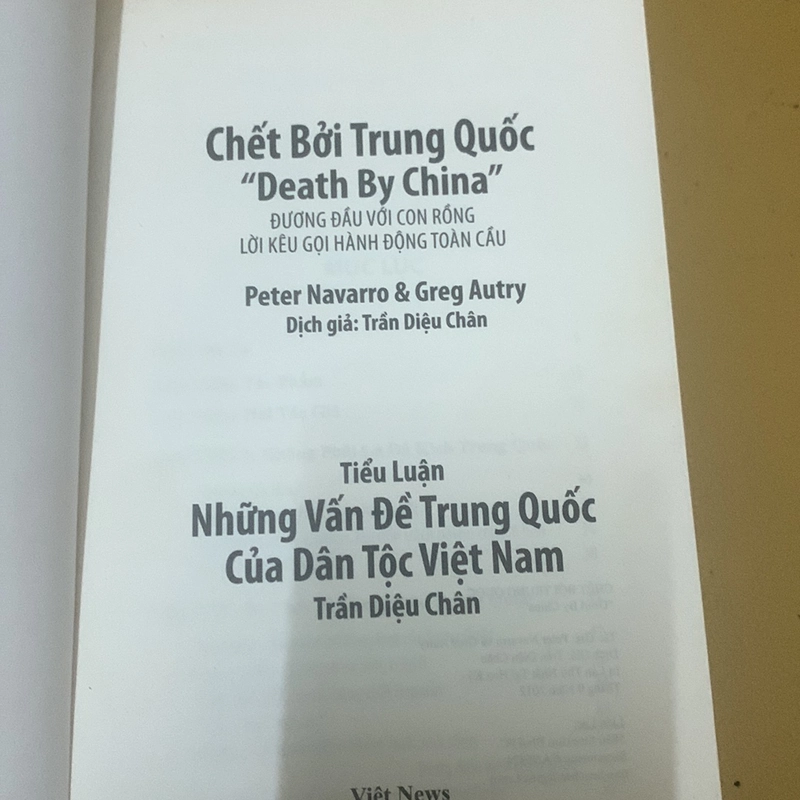 Chết Bởi Trung Quốc
“Death By China”
ĐƯƠNG ĐẦU VỚI CON RỒNG
LỜI KÊU GỌI HÀNH ĐỘNG TOÀN CẦU
Peter Navarro & Greg Autry
Dịch giả: Trần Diệu Chân
Tiểu Luận
Những Vấn Đề Trung Quốc
Của Dân Tộc Việt Nam
Trần Diệu Chân
Việt News